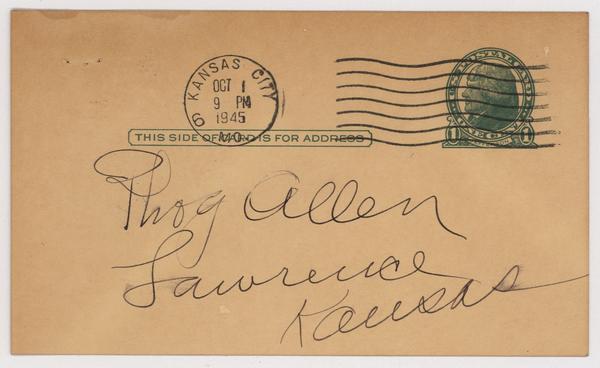 KANSAS CITY
OCT 1
9 PM
1945
6 MO.
THIS SIDE OF CARD IS FOR ADDRESS
Phog Allen
Lawrence
Kansas